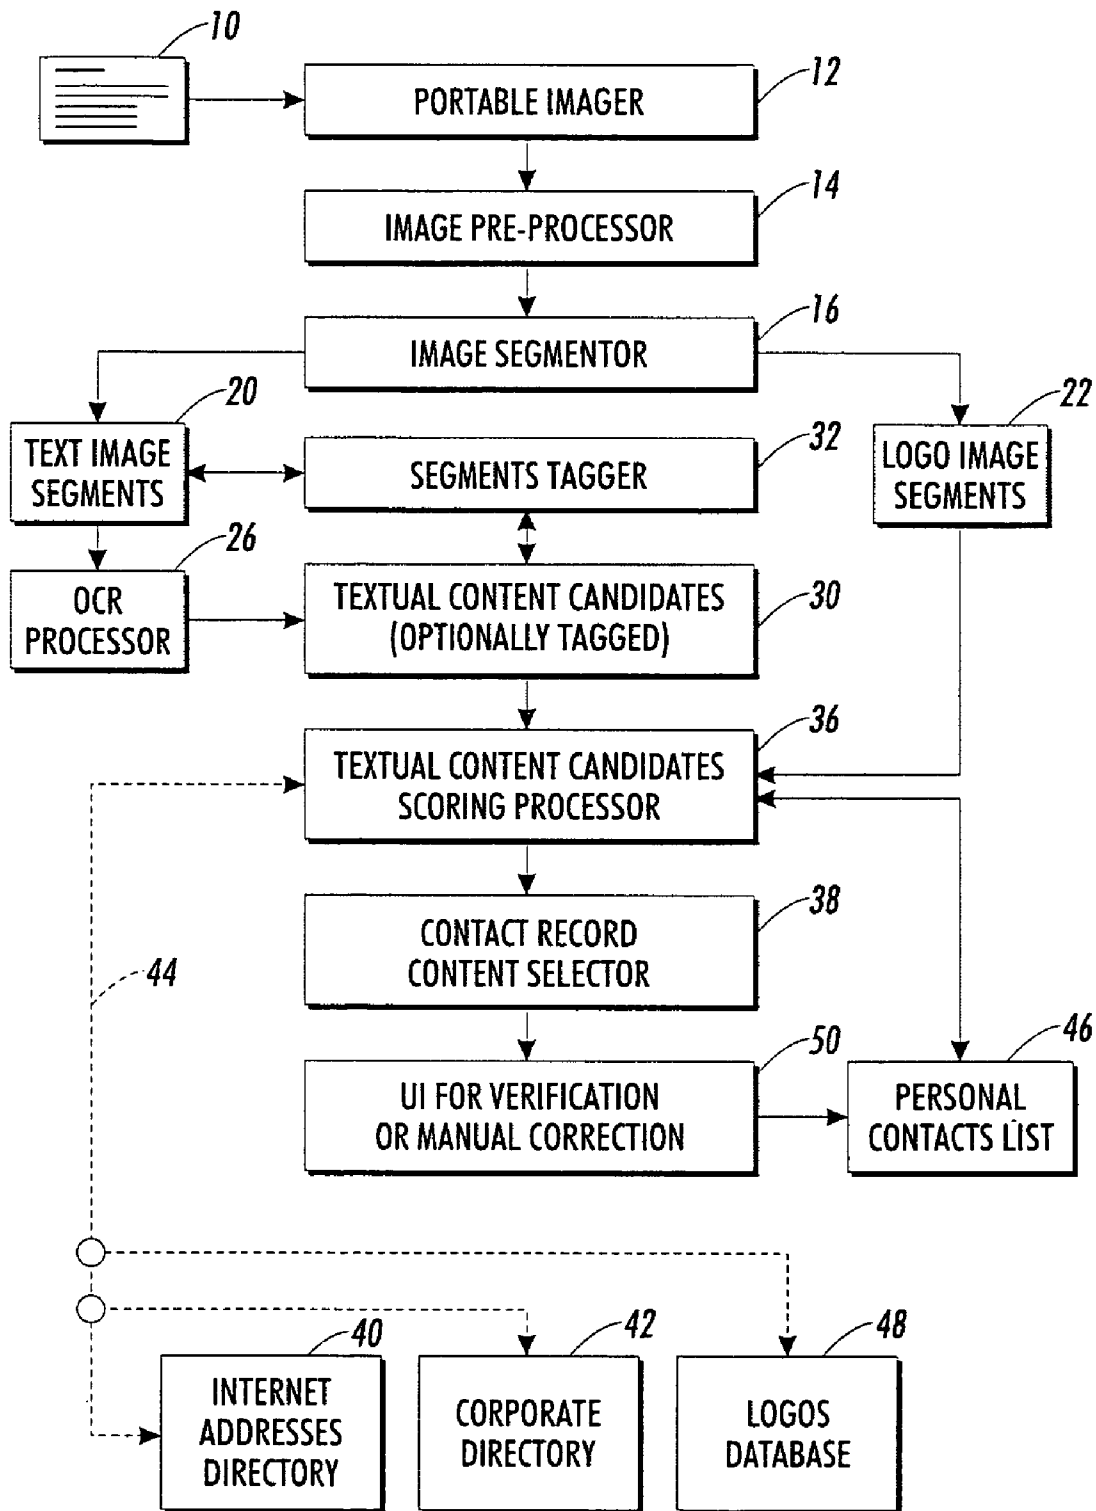 10
12
PORTABLE IMAGER
14
IMAGE PRE-PROCESSOR
16
IMAGE SEGMENTOR
20
22
TEXT IMAGE
SEGMENTS
32
SEGMENTS TAGGER
LOGO IMAGE
SEGMENTS
26
OCR
PROCESSOR
30
TEXTUAL CONTENT CANDIDATES
(OPTIONALLY TAGGED)
36
TEXTUAL CONTENT CANDIDATES
SCORING PROCESSOR
38
CONTACT RECORD
CONTENT SELECTOR
44
50
UI FOR VERIFICATION
OR MANUAL CORRECTION
46
PERSONAL
CONTACTS LIST
40
INTERNET
ADDRESSES
DIRECTORY
42
CORPORATE
DIRECTORY
48
LOGOS
DATABASE